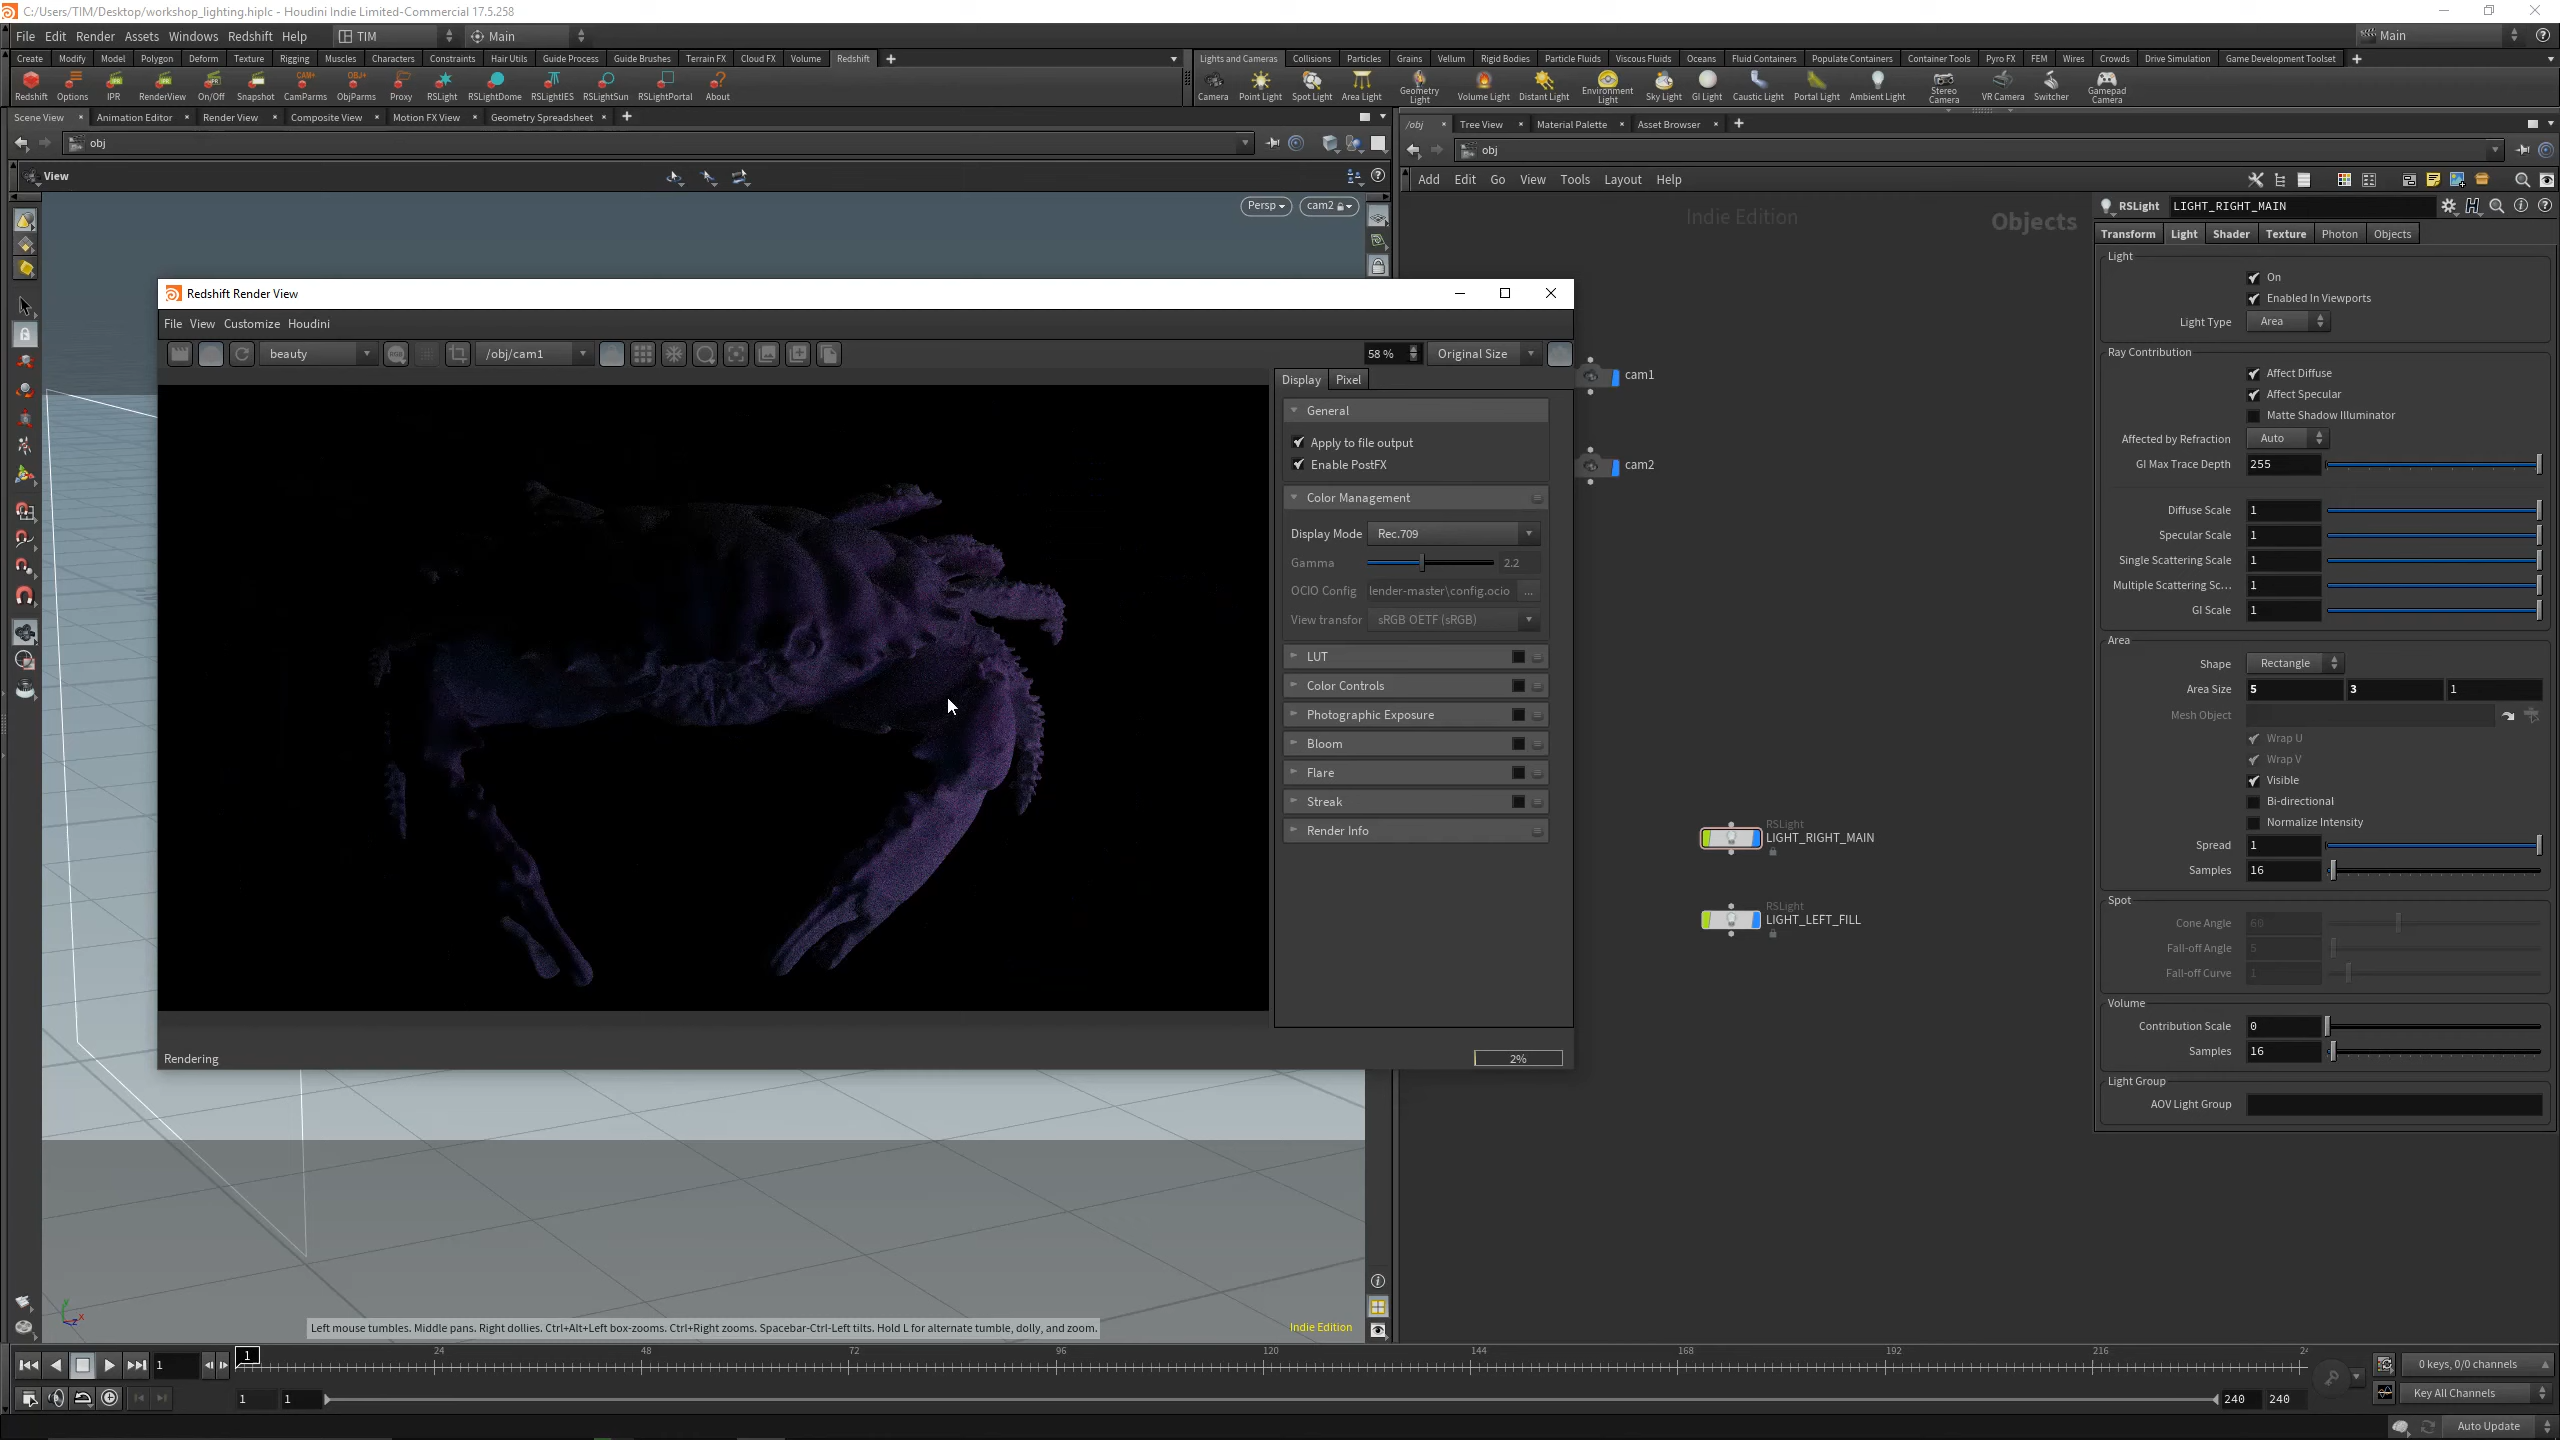 C:/Users/TIM/Desktop/workshop_lighting.hiplc - Houdini Indie Limited-Commercial 17.5.258
File Edit Render Assets Windows Redshift Help TIM Main Main
Create Modify Model Polygon Deform Texture Rigging Muscles Characters Constraints Hair Utils Guide Process Guide Brushes Terrain FX Cloud FX Volume Redshift
Lights and Cameras Collisions Particles Grains Vellum Rigid Bodies Particle Fluids Viscous Fluids Oceans Fluid Containers Populate Containers Container Tools Pyro FX FEM Wires Crowds Drive Simulation Game Development Toolset
Redshift Options IPR RenderView On/Off Snapshot CamParms ObjParms Proxy RSLight RSLightDome RSLightIES RSLightSun RSLightPortal About
Camera Point Light Spot Light Area Light Geometry Light Volume Light Distant Light Environment Light Sky Light GI Light Caustic Light Portal Light Ambient Light Stereo Camera VR Camera Switcher Gamepad Camera
Scene View Animation Editor Render View Composite View Motion FX View Geometry Spreadsheet
/obj Tree View Material Palette Asset Browser
obj
obj
View
Add Edit Go View Tools Layout Help
Persp cam2
Indie Edition Objects
RSLight LIGHT_RIGHT_MAIN
Transform Light Shader Texture Photon Objects
Light
On
Enabled In Viewports
Light Type Area
Ray Contribution
Affect Diffuse
Affect Specular
Matte Shadow Illuminator
Affected by Refraction Auto
GI Max Trace Depth 255
Diffuse Scale 1
Specular Scale 1
Single Scattering Scale 1
Multiple Scattering Sc... 1
GI Scale 1
Area
Shape Rectangle
Area Size 5 3 1
Mesh Object
Wrap U
Wrap V
Visible
Bi-directional
Normalize Intensity
Spread 1
Samples 16
Spot
Cone Angle 60
Fall-off Angle 5
Fall-off Curve 1
Volume
Contribution Scale 0
Samples 16
Light Group
AOV Light Group
Redshift Render View
File View Customize Houdini
beauty /obj/cam1 58 % Original Size
Display Pixel
General
Apply to file output
Enable PostFX
Color Management
Display Mode Rec.709
Gamma 2.2
OCIO Config lender-master\config.ocio ...
View transfor sRGB OETF (sRGB)
LUT
Color Controls
Photographic Exposure
Bloom
Flare
Streak
Render Info
Rendering 2%
cam1
cam2
RSLight
LIGHT_RIGHT_MAIN
RSLight
LIGHT_LEFT_FILL
Left mouse tumbles. Middle pans. Right dollies. Ctrl+Alt+Left box-zooms. Ctrl+Right zooms. Spacebar-Ctrl-Left tilts. Hold L for alternate tumble, dolly, and zoom.
Indie Edition
1 1 24 48 72 96 120 144 168 192 216 24
0 keys, 0/0 channels
1 1 240 240
Key All Channels
Auto Update